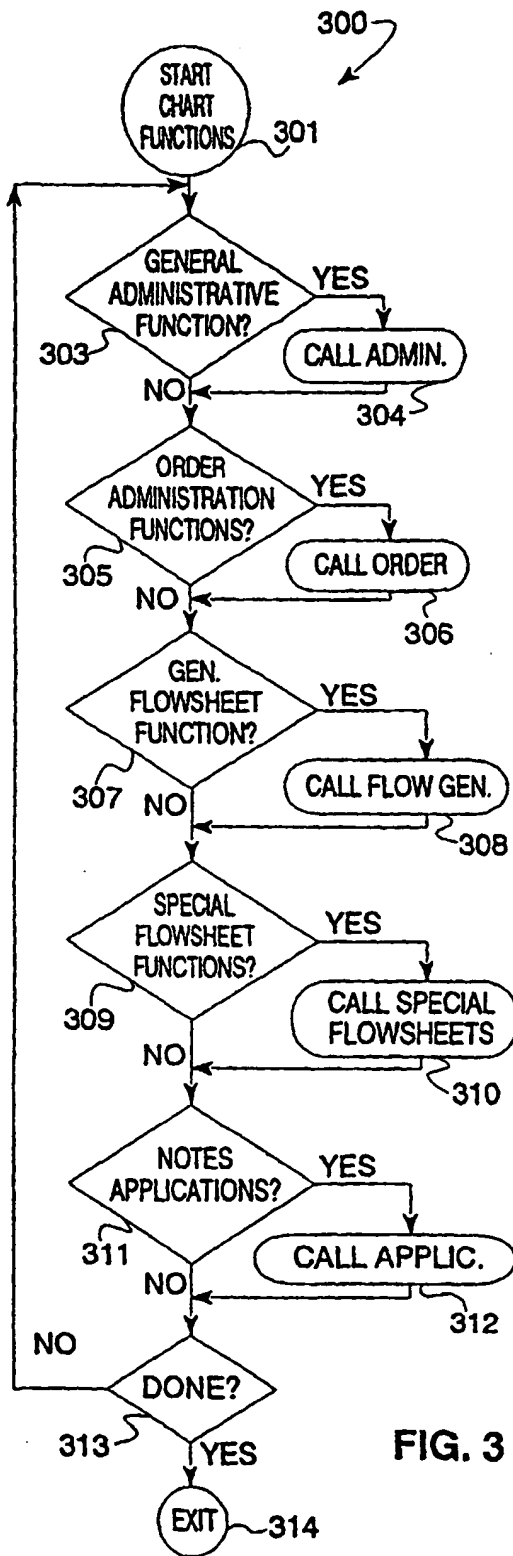 300
START
CHART
FUNCTIONS
301
GENERAL
ADMINISTRATIVE
FUNCTION?
YES
303
CALL ADMIN.
NO
304
ORDER
ADMINISTRATION
FUNCTIONS?
YES
305
CALL ORDER
NO
306
GEN.
FLOWSHEET
FUNCTION?
YES
307
CALL FLOW GEN.
NO
308
SPECIAL
FLOWSHEET
FUNCTIONS?
YES
309
CALL SPECIAL
FLOWSHEETS
NO
310
NOTES
APPLICATIONS?
YES
311
CALL APPLIC.
NO
312
NO
DONE?
313
YES
FIG. 3
EXIT
314